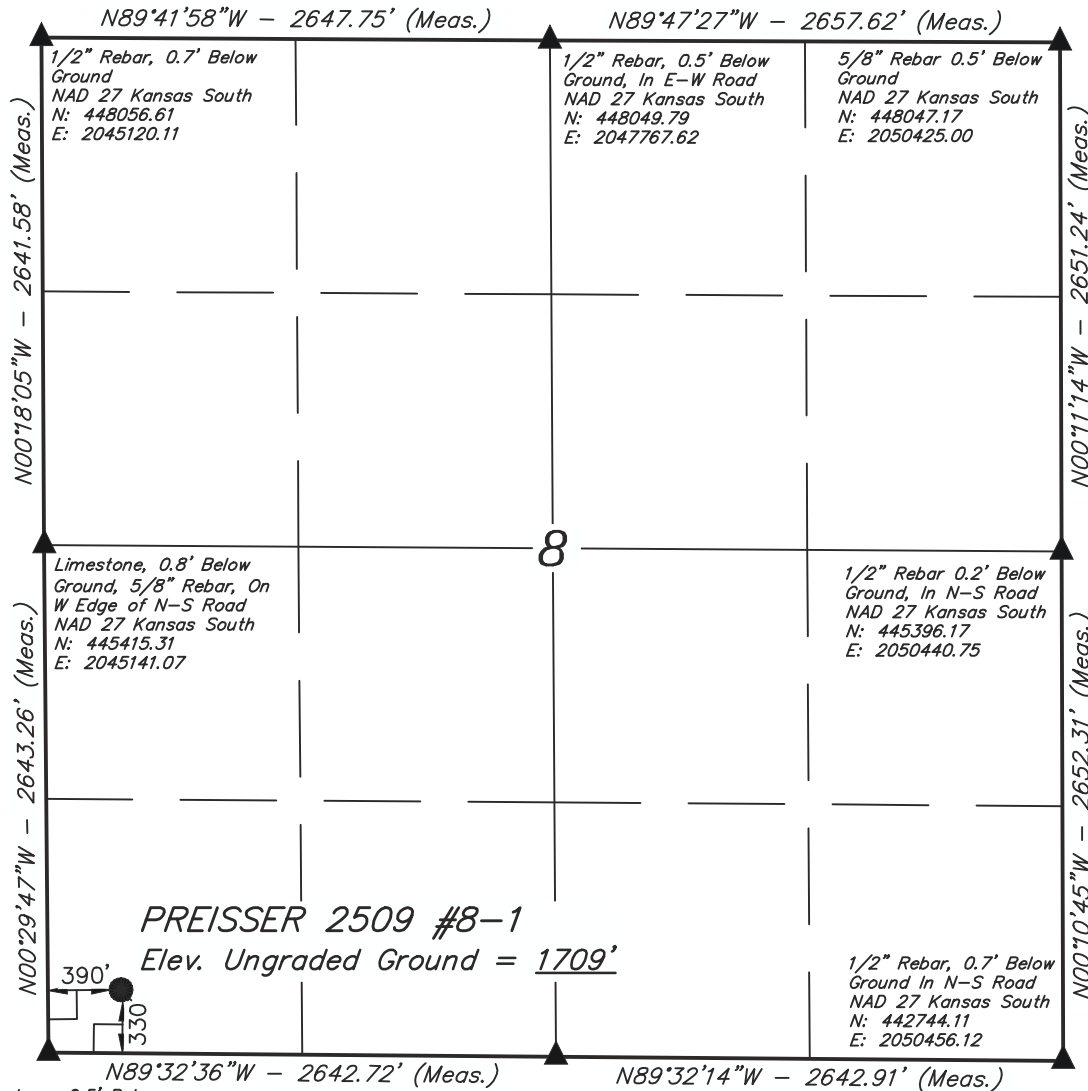 N89°41'58"W - 2647.75' (Meas.)
N89°47'27"W - 2657.62' (Meas.)
1/2" Rebar, 0.7' Below
Ground
NAD 27 Kansas South
N: 448056.61
E: 2045120.11
1/2" Rebar, 0.5' Below
Ground, In E-W Road
NAD 27 Kansas South
N: 448049.79
E: 2047767.62
5/8" Rebar 0.5' Below
Ground
NAD 27 Kansas South
N: 448047.17
E: 2050425.00
N00°18'05"W - 2641.58' (Meas.)
N00°11'14"W - 2651.24' (Meas.)
8
Limestone, 0.8' Below
Ground, 5/8" Rebar, On
W Edge of N-S Road
NAD 27 Kansas South
N: 445415.31
E: 2045141.07
1/2" Rebar 0.2' Below
Ground, In N-S Road
NAD 27 Kansas South
N: 445396.17
E: 2050440.75
N00°29'47"W - 2643.26' (Meas.)
N00°10'45"W - 2652.31' (Meas.)
PREISSER 2509 #8-1
Elev. Ungraded Ground = 1709'
390'
330'
1/2" Rebar, 0.7' Below
Ground In N-S Road
NAD 27 Kansas South
N: 442744.11
E: 2050456.12
N89°32'36"W - 2642.72' (Meas.)
N89°32'14"W - 2642.91' (Meas.)